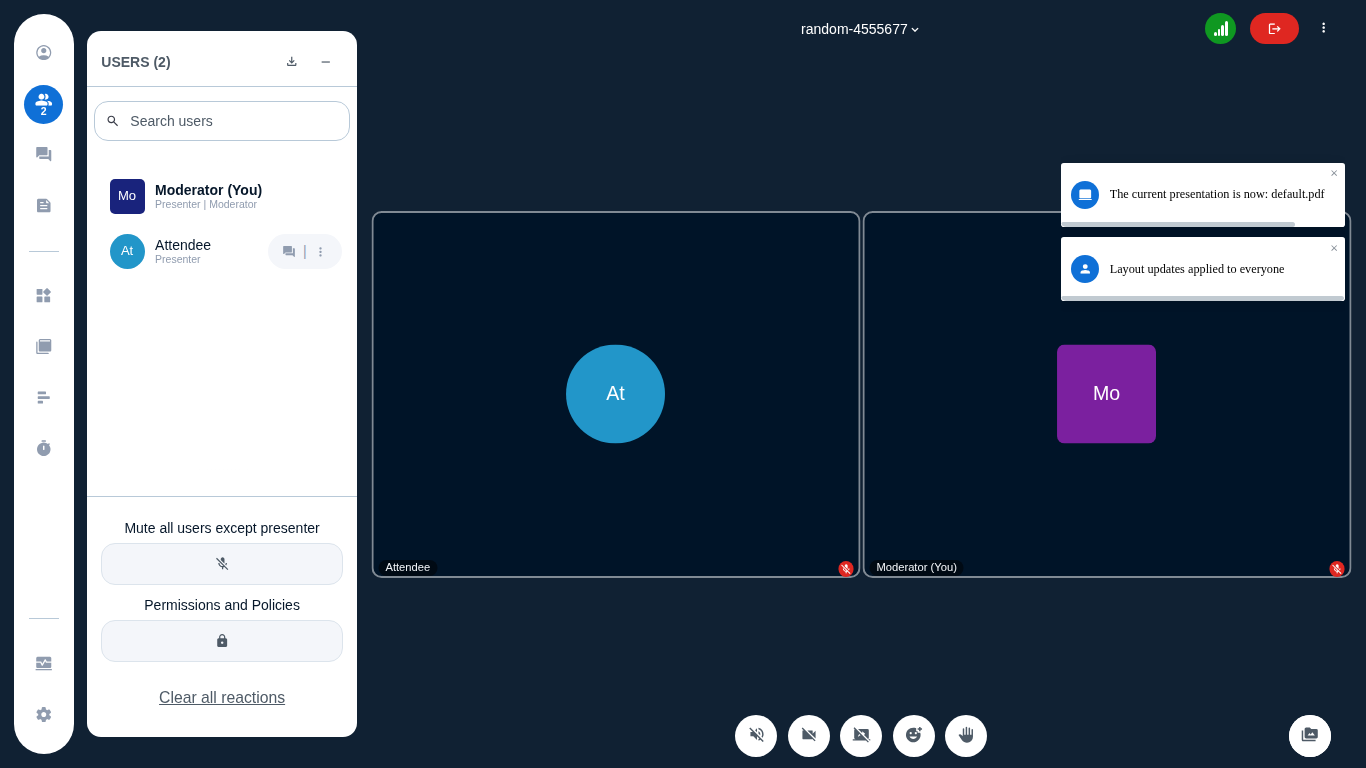 2
USERS (2)
Search users
Mo
Moderator (You)
Presenter | Moderator
At
Attendee
Presenter
Mute all users except presenter
Permissions and Policies
Clear all reactions
random-4555677
The current presentation is now: default.pdf
Layout updates applied to everyone
At
Attendee
Mo
Moderator (You)